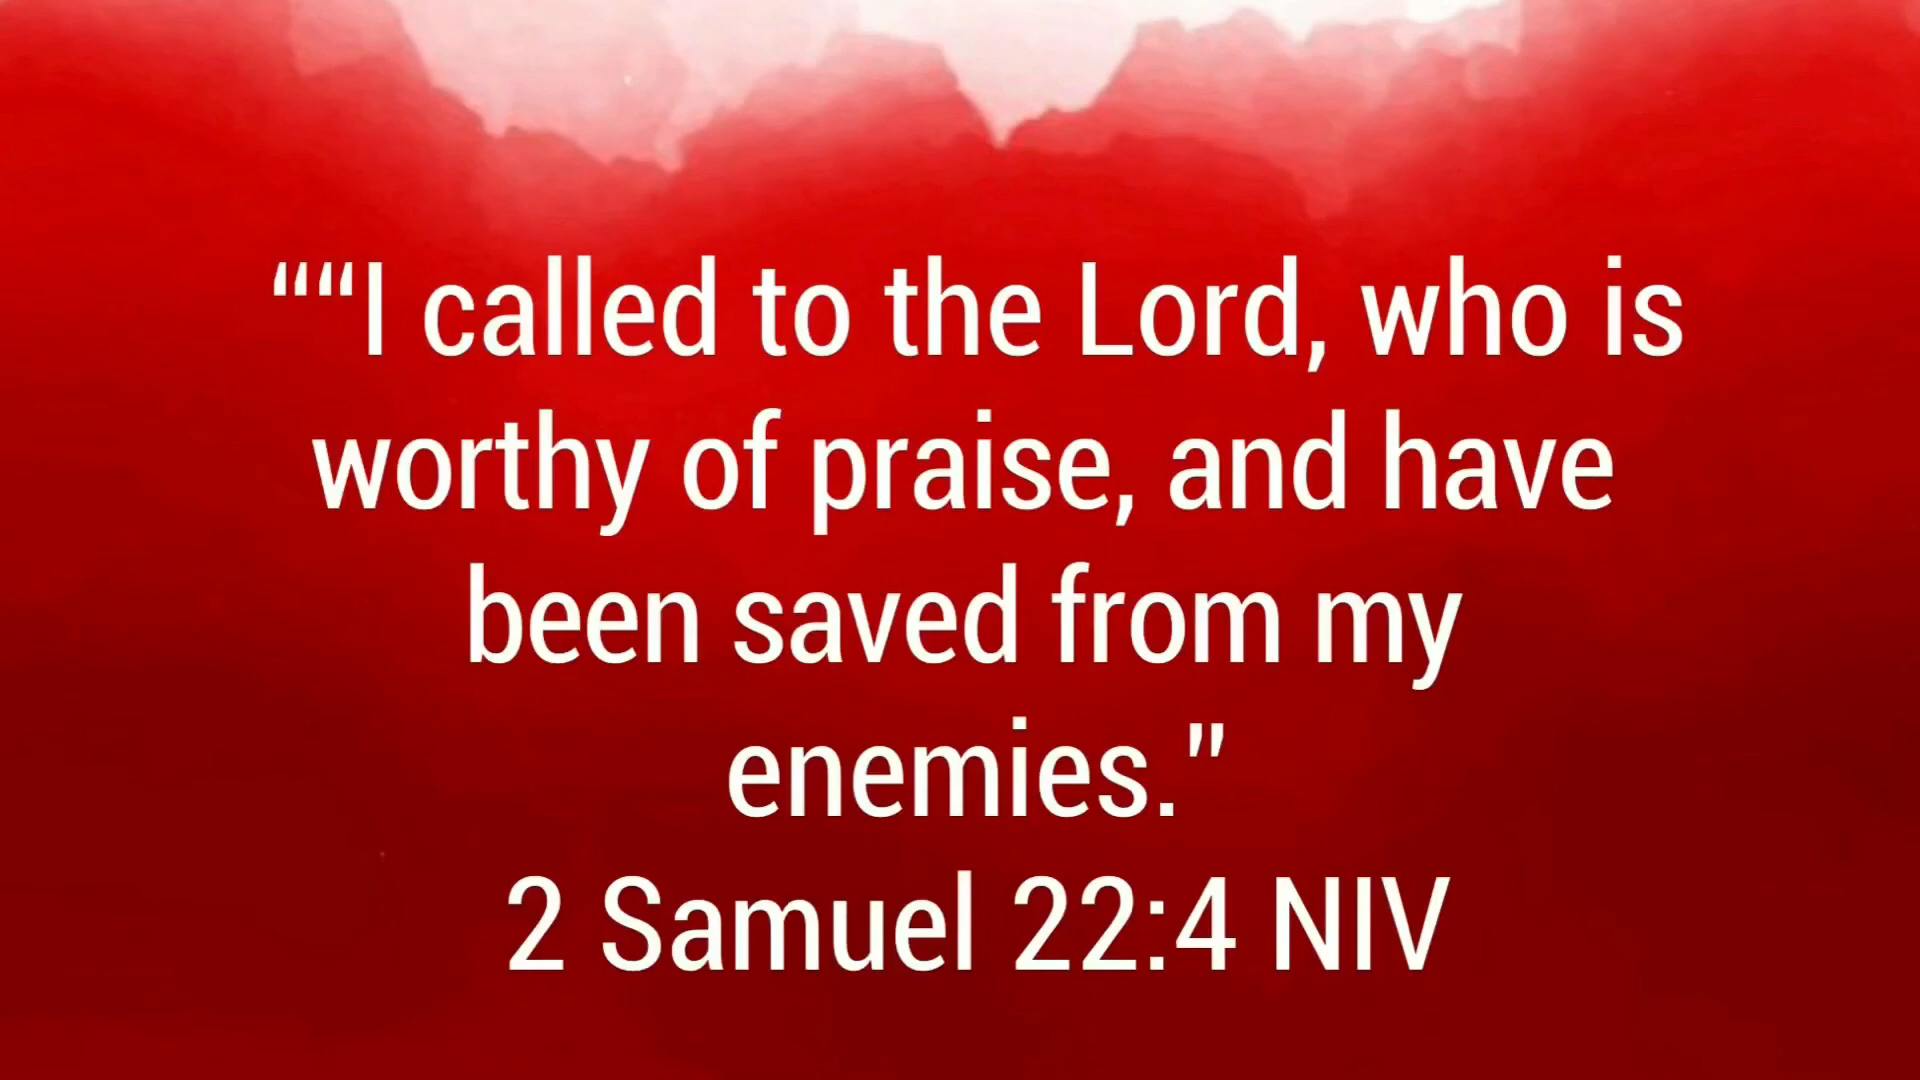 ““I called to the Lord, who is
worthy of praise, and have
been saved from my
enemies.”
2 Samuel 22:4 NIV